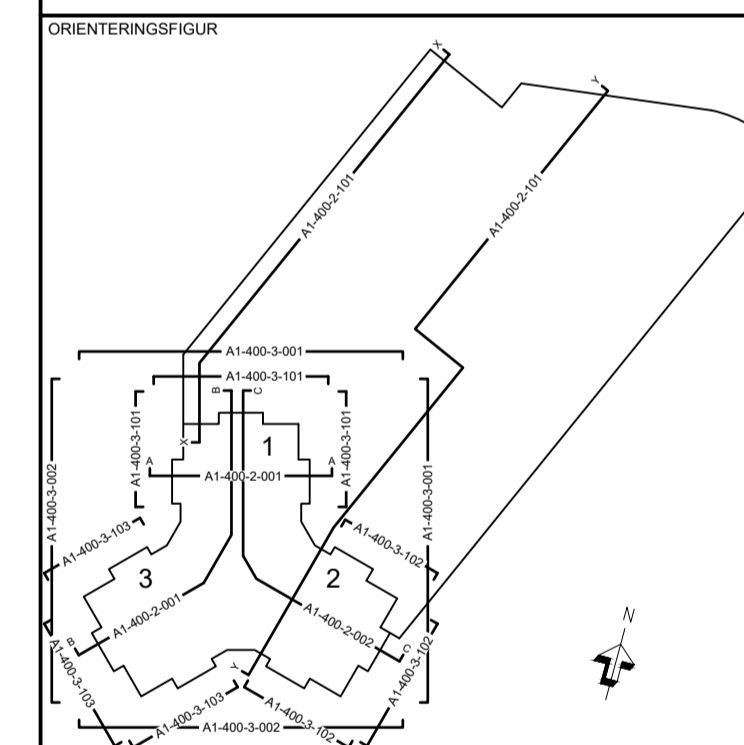 ORIENTERINGSFIGUR
X
Y
A1-400-2-101
A1-400-2-101
A1-400-3-001
A1-400-3-101
B
C
A1-400-3-101
A1-400-3-101
X
1
A
A
A1-400-2-001
A1-400-3-002
A1-400-3-001
A1-400-3-103
A1-400-3-102
3
2
A1-400-2-001
A1-400-2-002
N
B
C
A1-400-3-103
A1-400-3-102
Y
A1-400-3-103
A1-400-3-102
A1-400-3-002